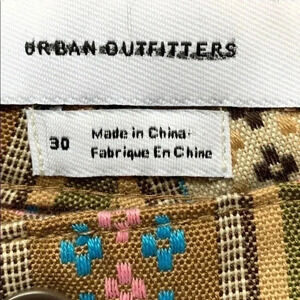 URBAN OUTFITTERS
30
Made in China
Fabrique En Chine